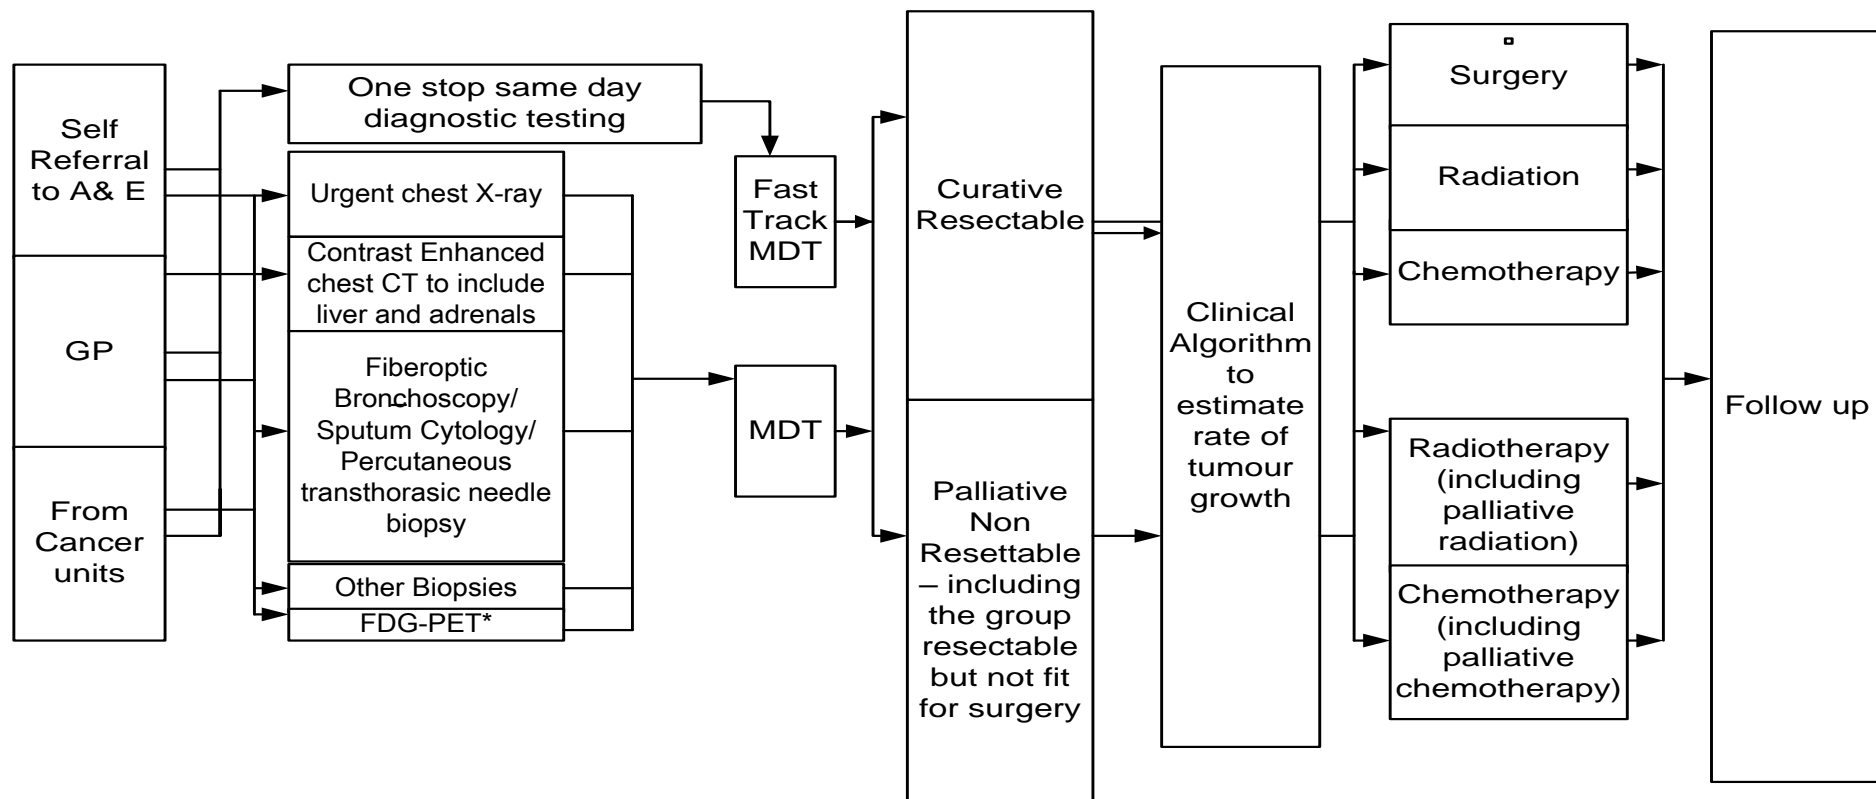 Self
Referral
to A& E
GP
From
Cancer
units
One stop same day
diagnostic testing
Urgent chest X-ray
Contrast Enhanced
chest CT to include
liver and adrenals
Fiberoptic
Bronchoscopy/
Sputum Cytology/
Percutaneous
transthorasic needle
biopsy
Other Biopsies
FDG-PET*
Fast
Track
MDT
MDT
Curative
Resectable
Palliative
Non
Resettable
– including
the group
resectable
but not fit
for surgery
Clinical
Algorithm
to
estimate
rate of
tumour
growth
Surgery
Radiation
Chemotherapy
Radiotherapy
(including
palliative
radiation)
Chemotherapy
(including
palliative
chemotherapy)
Follow up